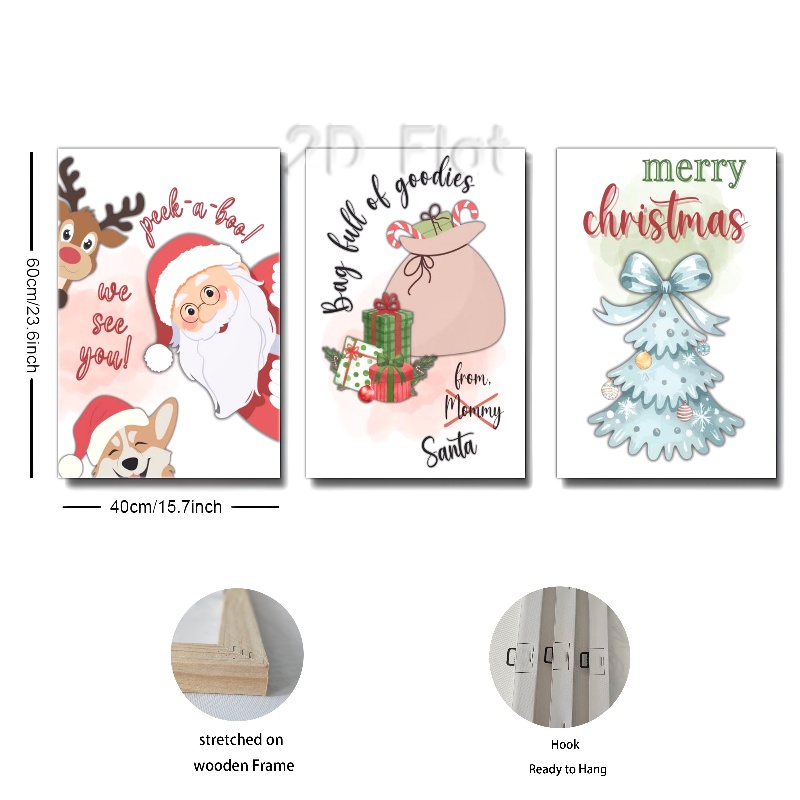 2D Flat
60cm/23.6inch
peek-a-boo!
we
see
you!
Bag full of goodies
from,
Mommy
Santa
merry
christmas
40cm/15.7inch
stretched on
wooden Frame
Hook
Ready to Hang